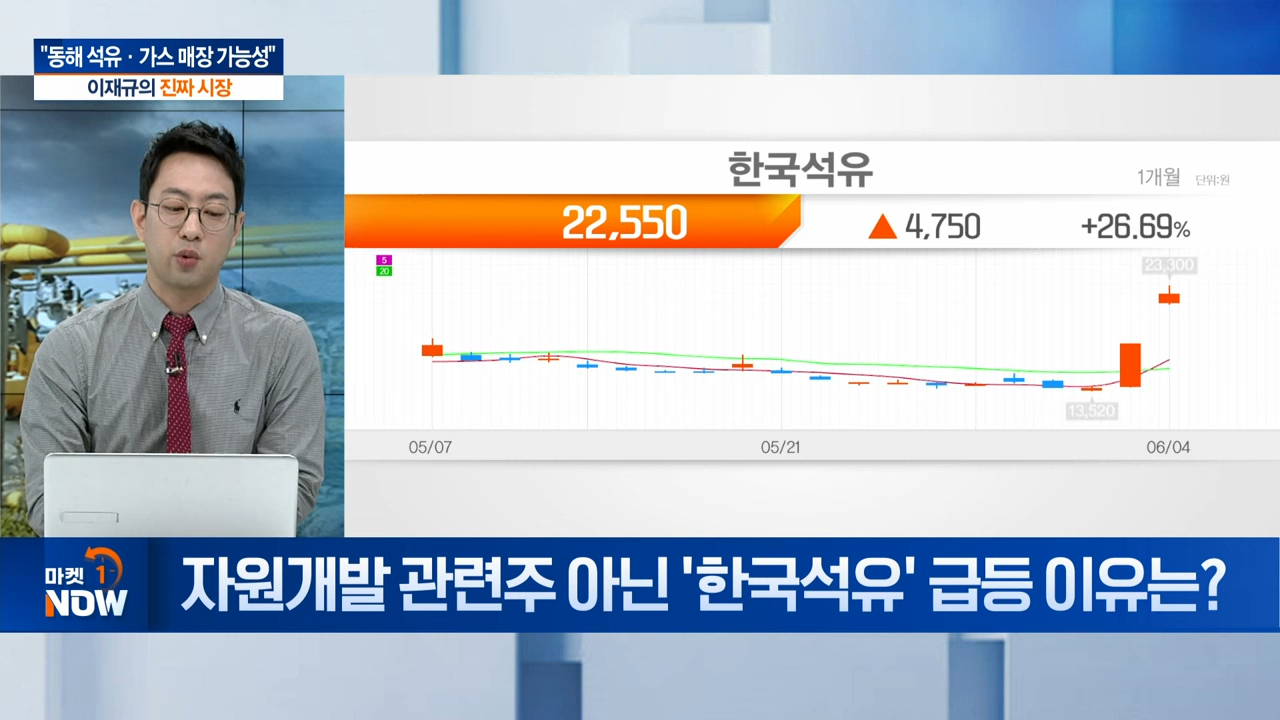 "동해 석유 · 가스 매장 가능성"
이재규의 진짜 시장
한국석유
1개월 단위:원
22,550 ▲ 4,750 +26.69%
5
20
23,300
13,520
05/07 05/21 06/04
마켓 1
NOW
자원개발 관련주 아닌 '한국석유' 급등 이유는?